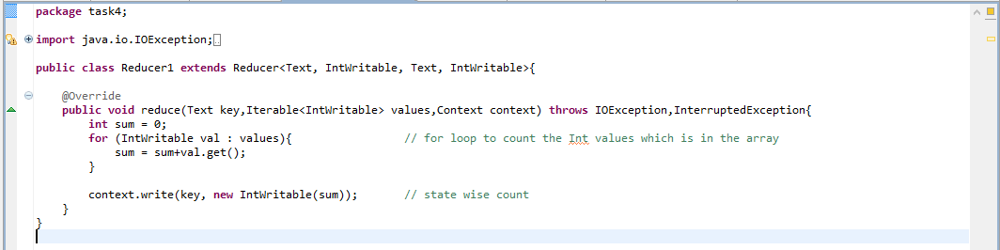 package task4;
import java.io.IOException;
public class Reducer1 extends Reducer<Text, IntWritable, Text, IntWritable>{
@Override
public void reduce(Text key,Iterable<IntWritable> values,Context context) throws IOException,InterruptedException{
int sum = 0;
for (IntWritable val : values){ // for loop to count the Int values which is in the array
sum = sum+val.get();
}
context.write(key, new IntWritable(sum)); // state wise count
}
}